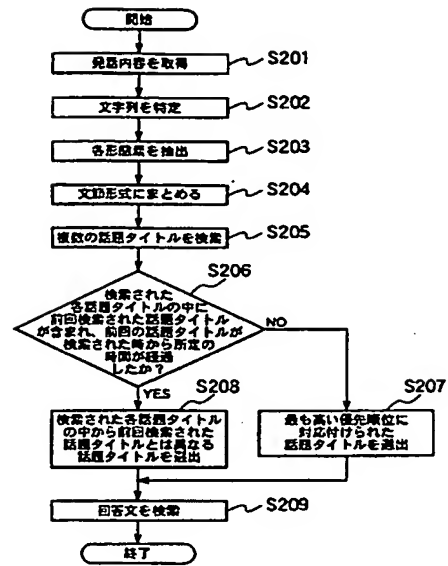 開始
発話内容を取得
S201
文字列を特定
S202
各形態素を抽出
S203
文節形式にまとめる
S204
複数の話題タイトルを検索
S205
S206
検索された
各話題タイトルの中に
前回検索された話題タイトル
が含まれ、前回の話題タイトルが
検索された時から所定の
時間が経過
したか?
NO
YES
S208
S207
検索された各話題タイトル
の中から前回検索された
話題タイトルとは異なる
話題タイトルを選出
最も高い優先順位に
対応付けられた
話題タイトルを選出
回答文を検索
S209
終了